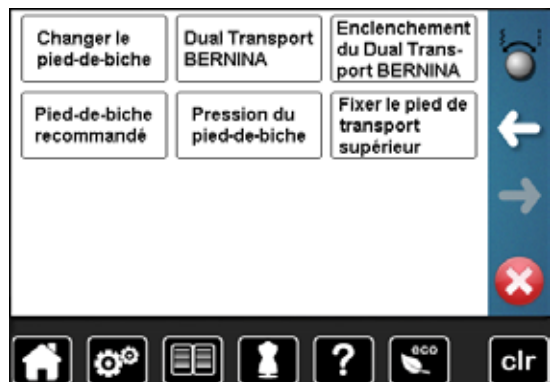 Changer le
pied-de-biche
Dual Transport
BERNINA
Enclenchement
du Dual Trans-
port BERNINA
Pied-de-biche
recommandé
Pression du
pied-de-biche
Fixer le pied de
transport
supérieur
?
eco
clr